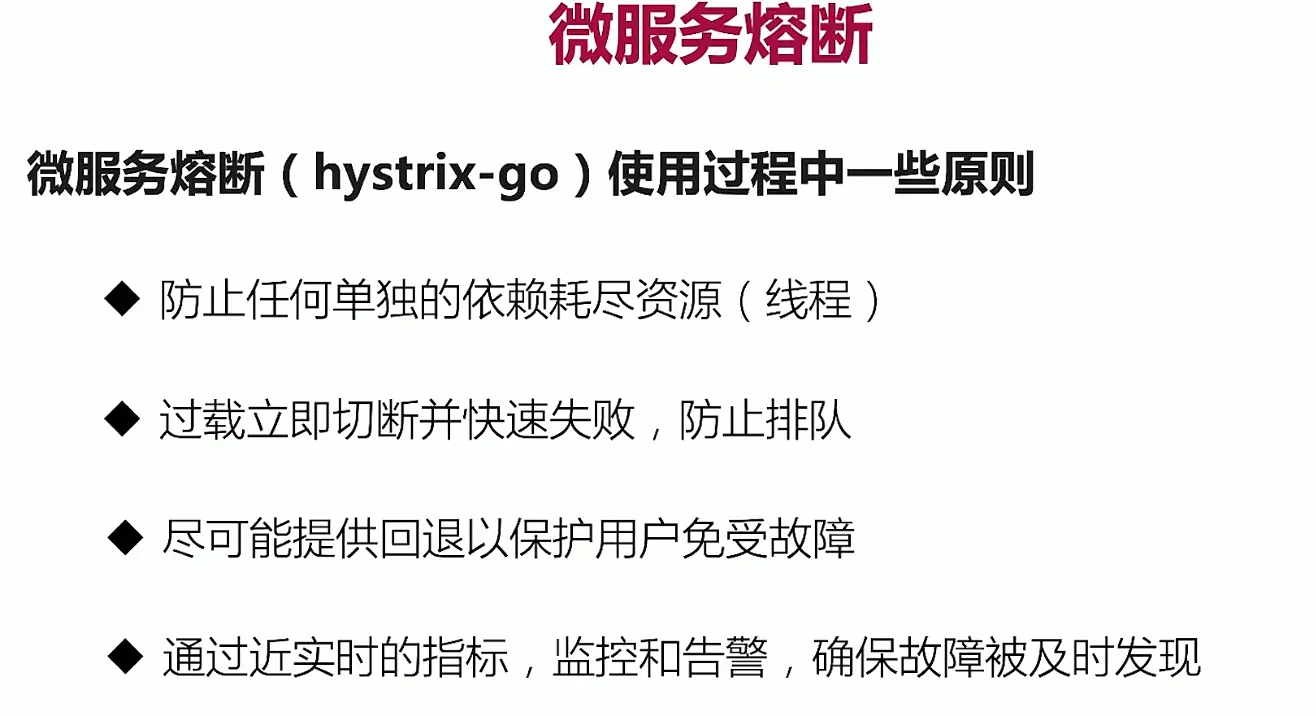 微服务熔断
微服务熔断（hystrix-go）使用过程中一些原则
◆ 防止任何单独的依赖耗尽资源（线程）
◆ 过载立即切断并快速失败，防止排队
◆ 尽可能提供回退以保护用户免受故障
◆ 通过近实时的指标，监控和告警，确保故障被及时发现